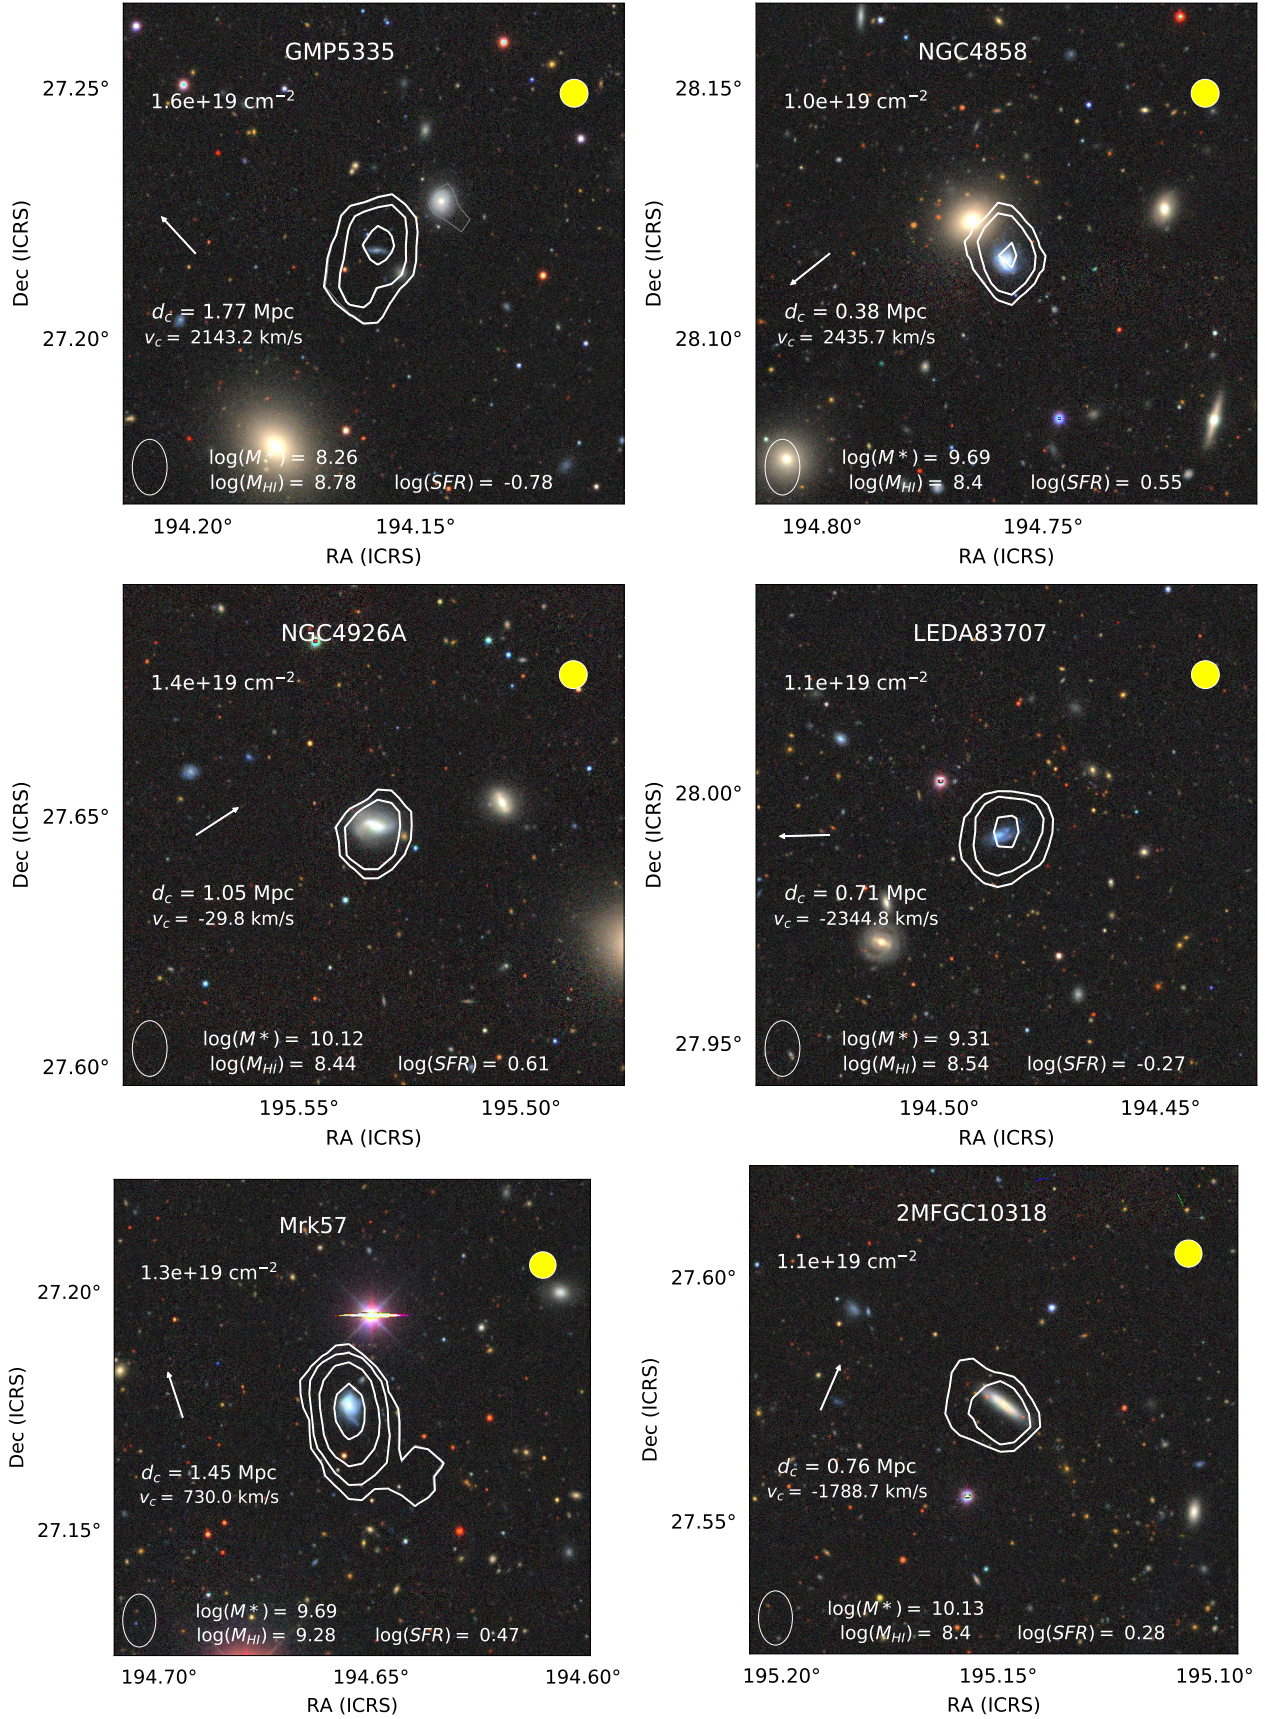 GMP5335
1.6e+19 cm⁻²
d_c = 1.77 Mpc
v_c = 2143.2 km/s
log(M*) = 8.26
log(M_HI) = 8.78 log(SFR) = -0.78
27.25°
27.20°
Dec (ICRS)
194.20° 194.15°
RA (ICRS)
NGC4858
1.0e+19 cm⁻²
d_c = 0.38 Mpc
v_c = 2435.7 km/s
log(M*) = 9.69
log(M_HI) = 8.4 log(SFR) = 0.55
28.15°
28.10°
Dec (ICRS)
194.80° 194.75°
RA (ICRS)
NGC4926A
1.4e+19 cm⁻²
d_c = 1.05 Mpc
v_c = -29.8 km/s
log(M*) = 10.12
log(M_HI) = 8.44 log(SFR) = 0.61
27.65°
27.60°
Dec (ICRS)
195.55° 195.50°
RA (ICRS)
LEDA83707
1.1e+19 cm⁻²
d_c = 0.71 Mpc
v_c = -2344.8 km/s
log(M*) = 9.31
log(M_HI) = 8.54 log(SFR) = -0.27
28.00°
27.95°
Dec (ICRS)
194.50° 194.45°
RA (ICRS)
Mrk57
1.3e+19 cm⁻²
d_c = 1.45 Mpc
v_c = 730.0 km/s
log(M*) = 9.69
log(M_HI) = 9.28 log(SFR) = 0.47
27.20°
27.15°
Dec (ICRS)
194.70° 194.65° 194.60°
RA (ICRS)
2MFGC10318
1.1e+19 cm⁻²
d_c = 0.76 Mpc
v_c = -1788.7 km/s
log(M*) = 10.13
log(M_HI) = 8.4 log(SFR) = 0.28
27.60°
27.55°
Dec (ICRS)
195.20° 195.15° 195.10°
RA (ICRS)